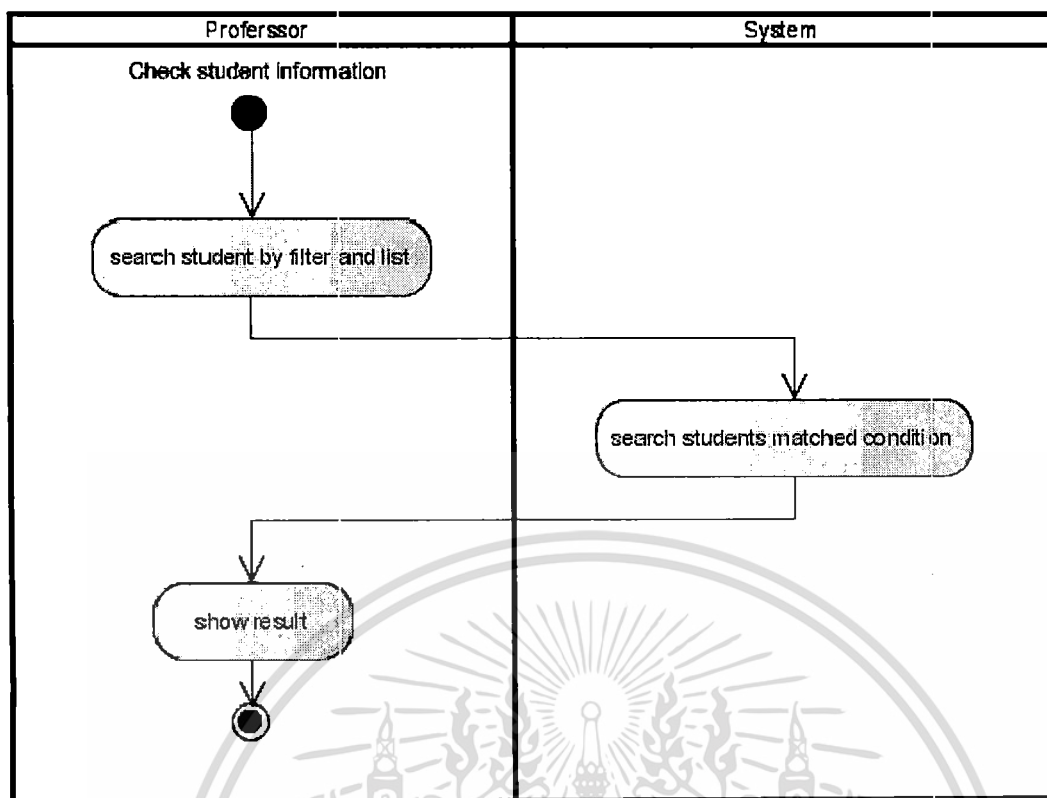 Proferssor
System
Check student information
search student by filter and list
search students matched condition
show result